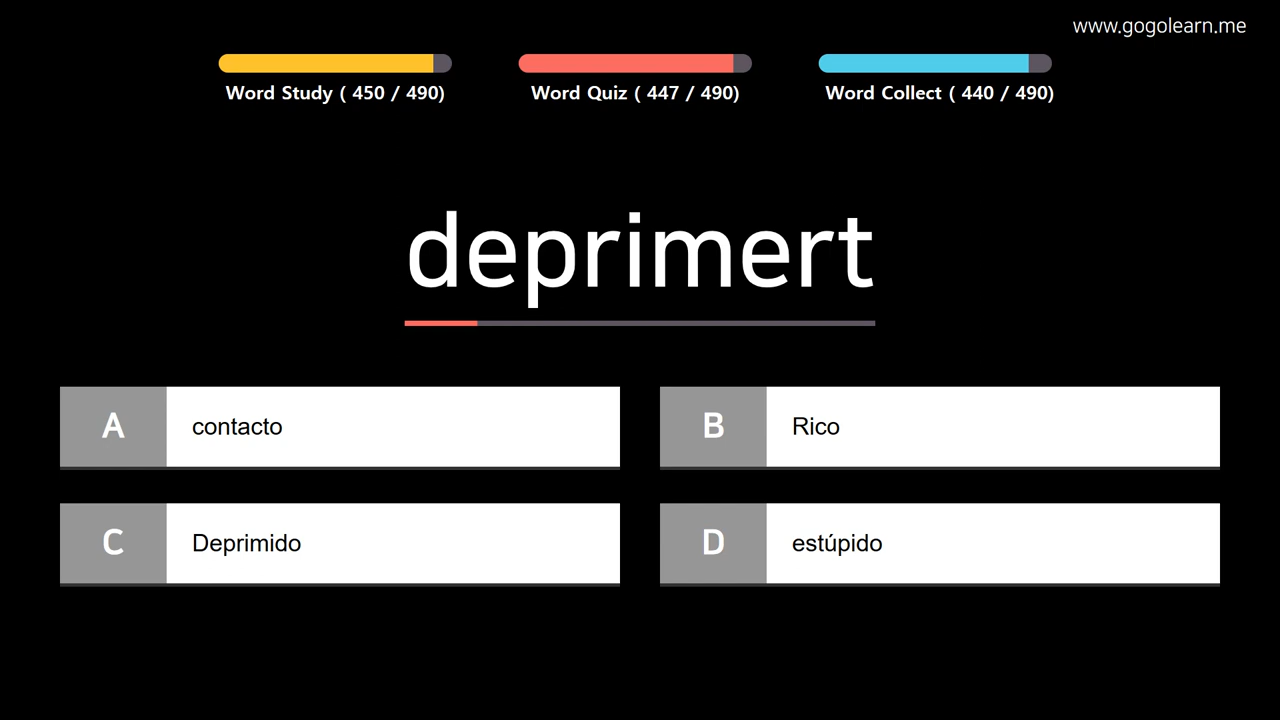 www.gogolearn.me
Word Study ( 450 / 490)
Word Quiz ( 447 / 490)
Word Collect ( 440 / 490)
deprimert
A contacto
B Rico
C Deprimido
D estúpido